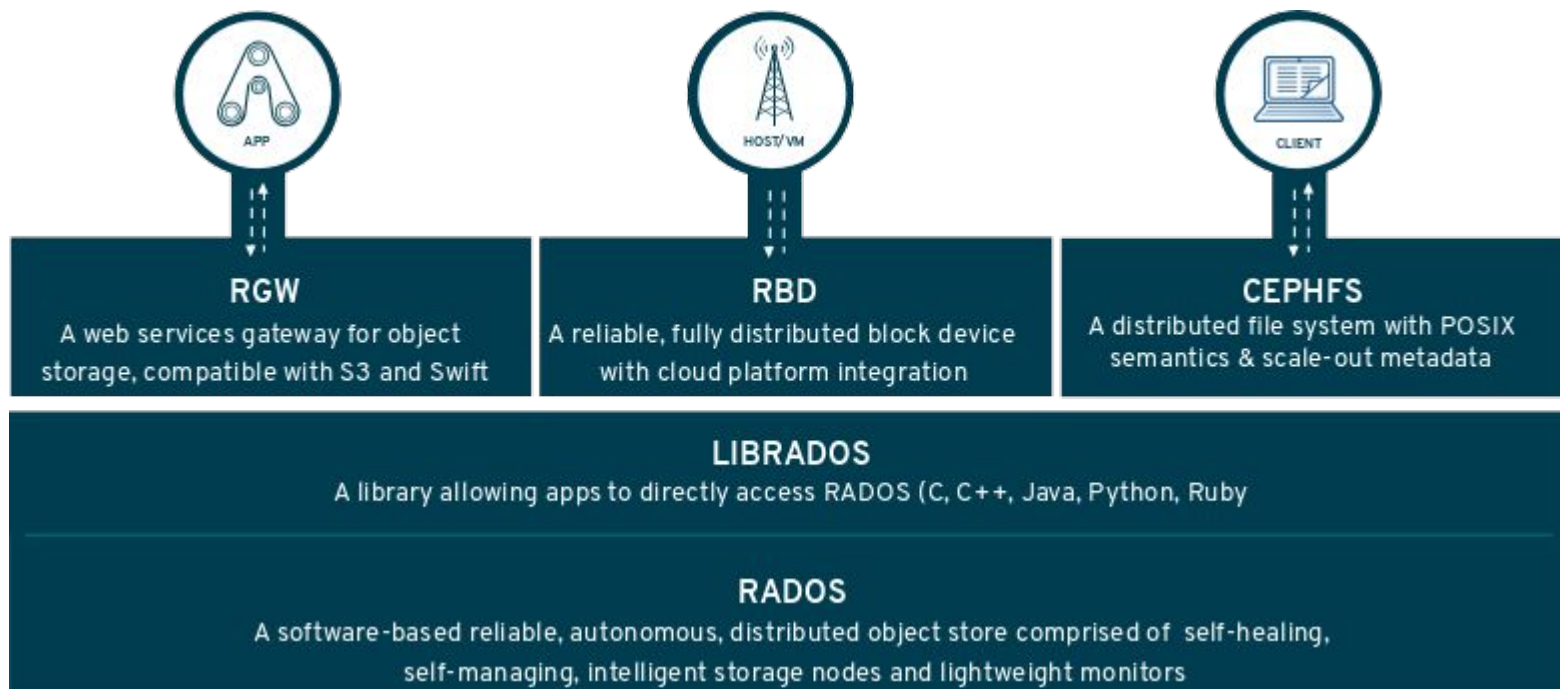 APP
HOST/VM
CLIENT
RGW
A web services gateway for object
storage, compatible with S3 and Swift
RBD
A reliable, fully distributed block device
with cloud platform integration
CEPHFS
A distributed file system with POSIX
semantics & scale-out metadata
LIBRADOS
A library allowing apps to directly access RADOS (C, C++, Java, Python, Ruby
RADOS
A software-based reliable, autonomous, distributed object store comprised of self-healing,
self-managing, intelligent storage nodes and lightweight monitors